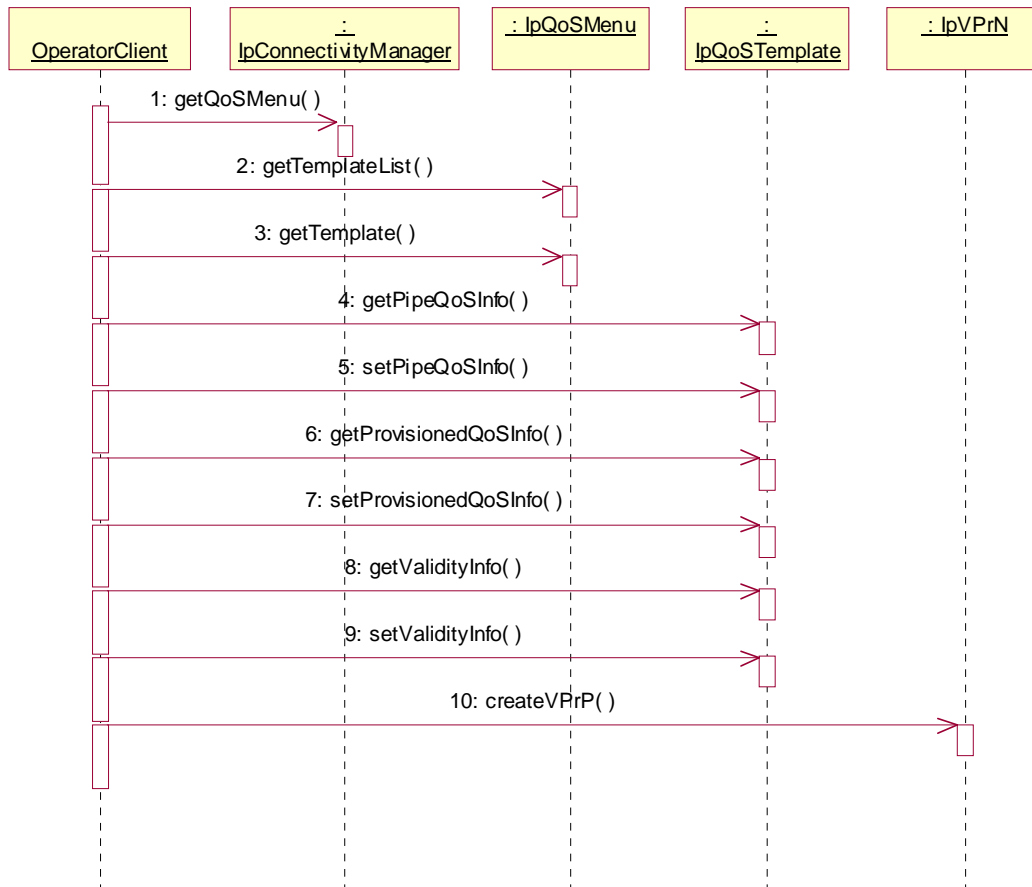 OperatorClient
:
IpConnectivityManager
: IpQoSMenu
:
IpQoSTemplate
: IpVPrN
1: getQoSMenu( )
2: getTemplateList( )
3: getTemplate( )
4: getPipeQoSInfo( )
5: setPipeQoSInfo( )
6: getProvisionedQoSInfo( )
7: setProvisionedQoSInfo( )
8: getValidityInfo( )
9: setValidityInfo( )
10: createVPrP( )